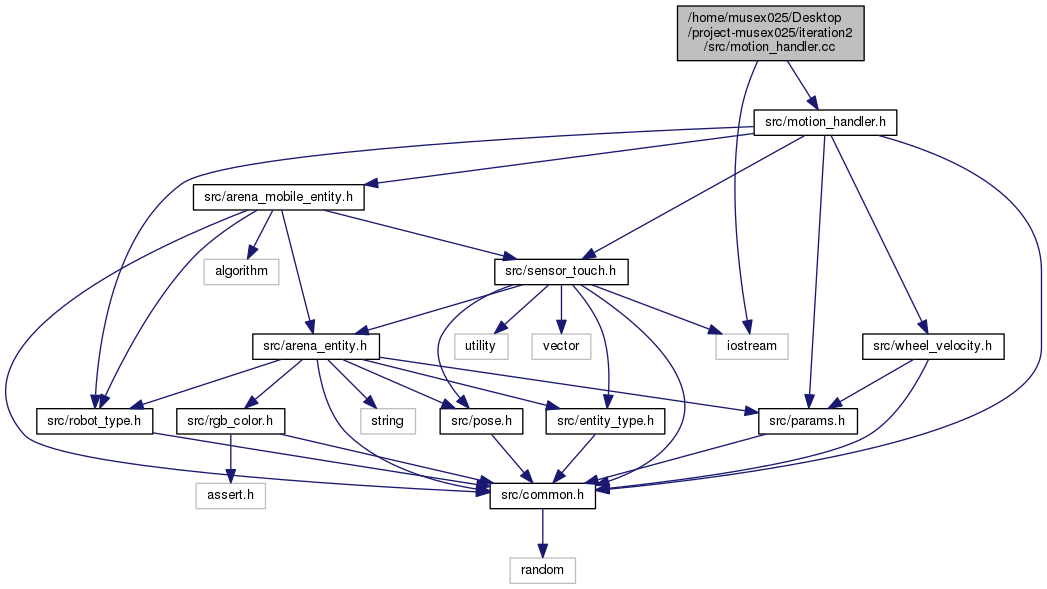 /home/musex025/Desktop
/project-musex025/iteration2
/src/motion_handler.cc
src/motion_handler.h
src/arena_mobile_entity.h
algorithm
src/sensor_touch.h
src/arena_entity.h
utility
vector
iostream
src/wheel_velocity.h
src/robot_type.h
src/rgb_color.h
string
src/pose.h
src/entity_type.h
src/params.h
assert.h
src/common.h
random